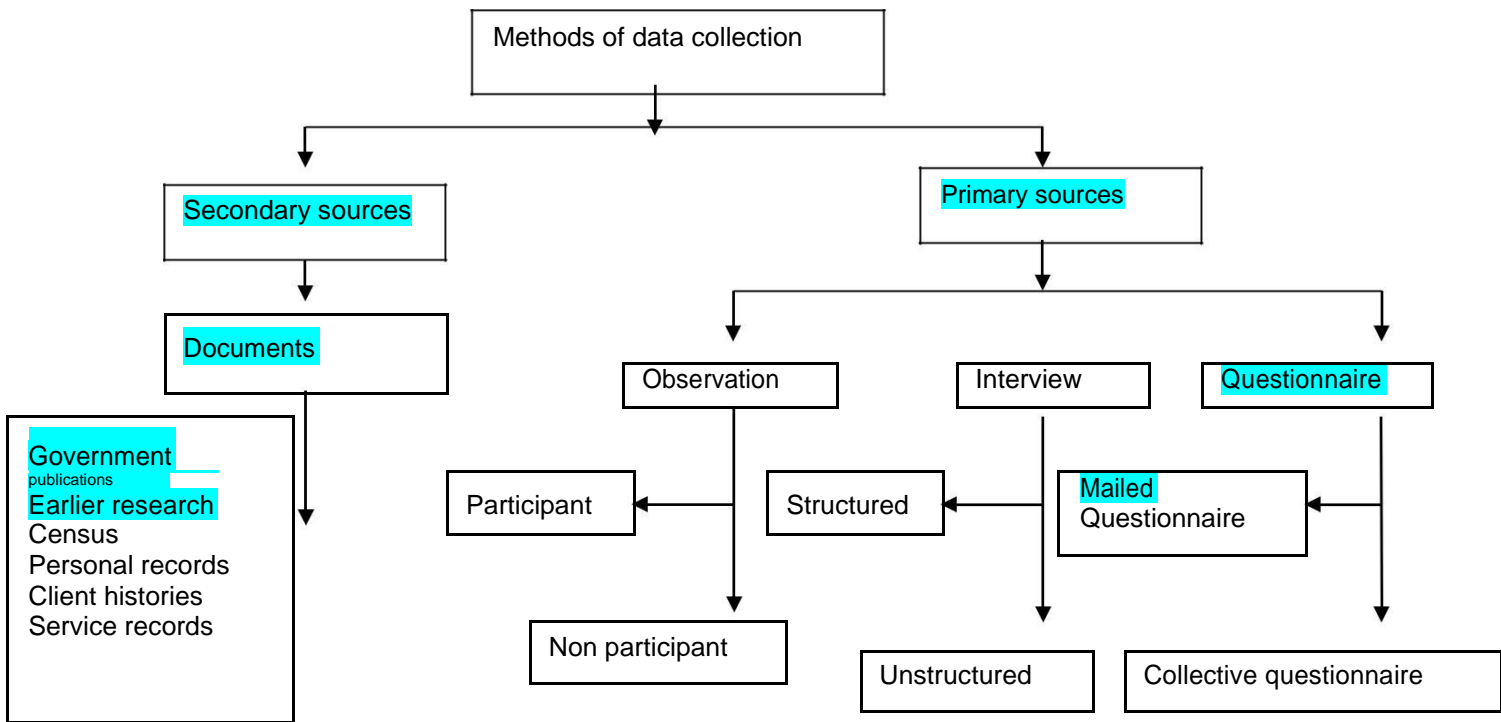 Methods of data collection
Secondary sources
Primary sources
Documents
Observation
Interview
Questionnaire
Government
publications
Earlier research
Census
Personal records
Client histories
Service records
Participant
Structured
Mailed
Questionnaire
Non participant
Unstructured
Collective questionnaire